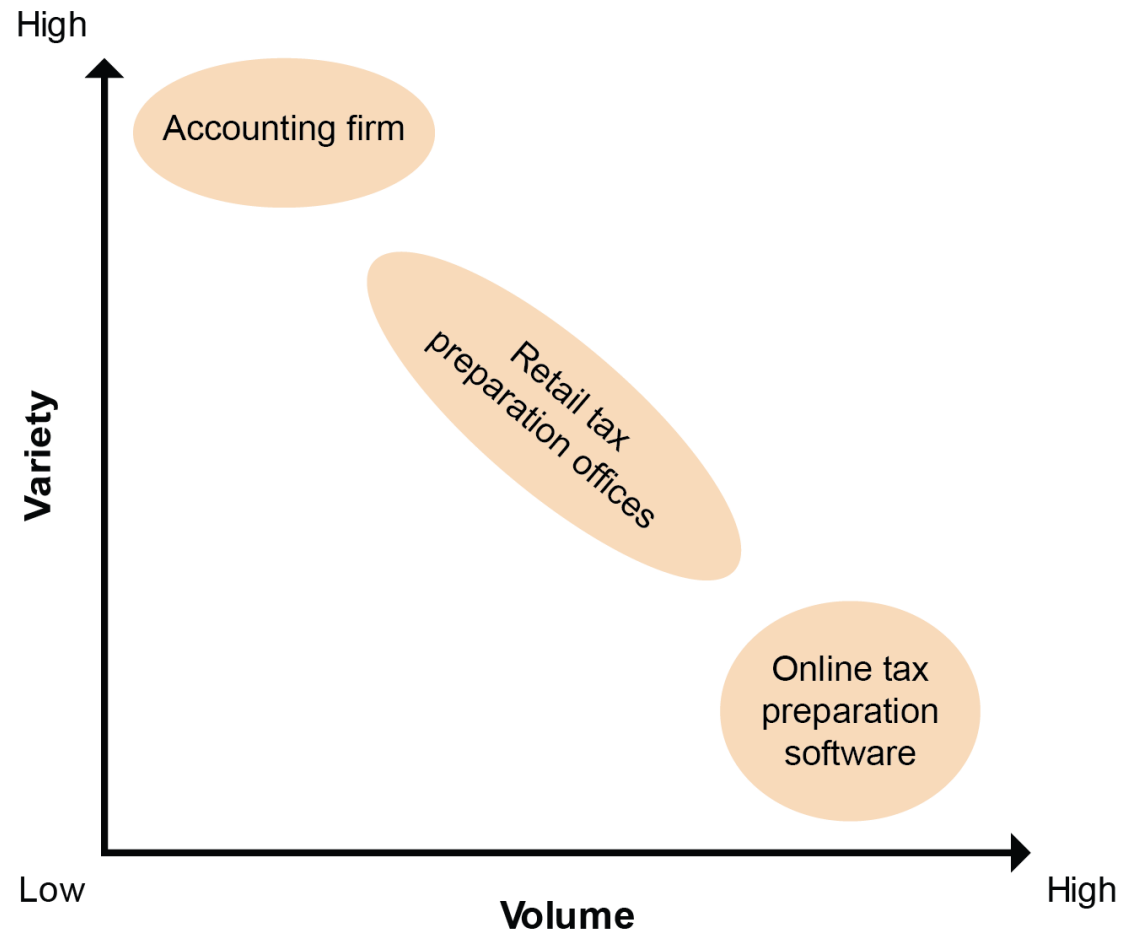 High
Accounting firm
Retail tax
preparation offices
Variety
Online tax
preparation
software
Low
High
Volume